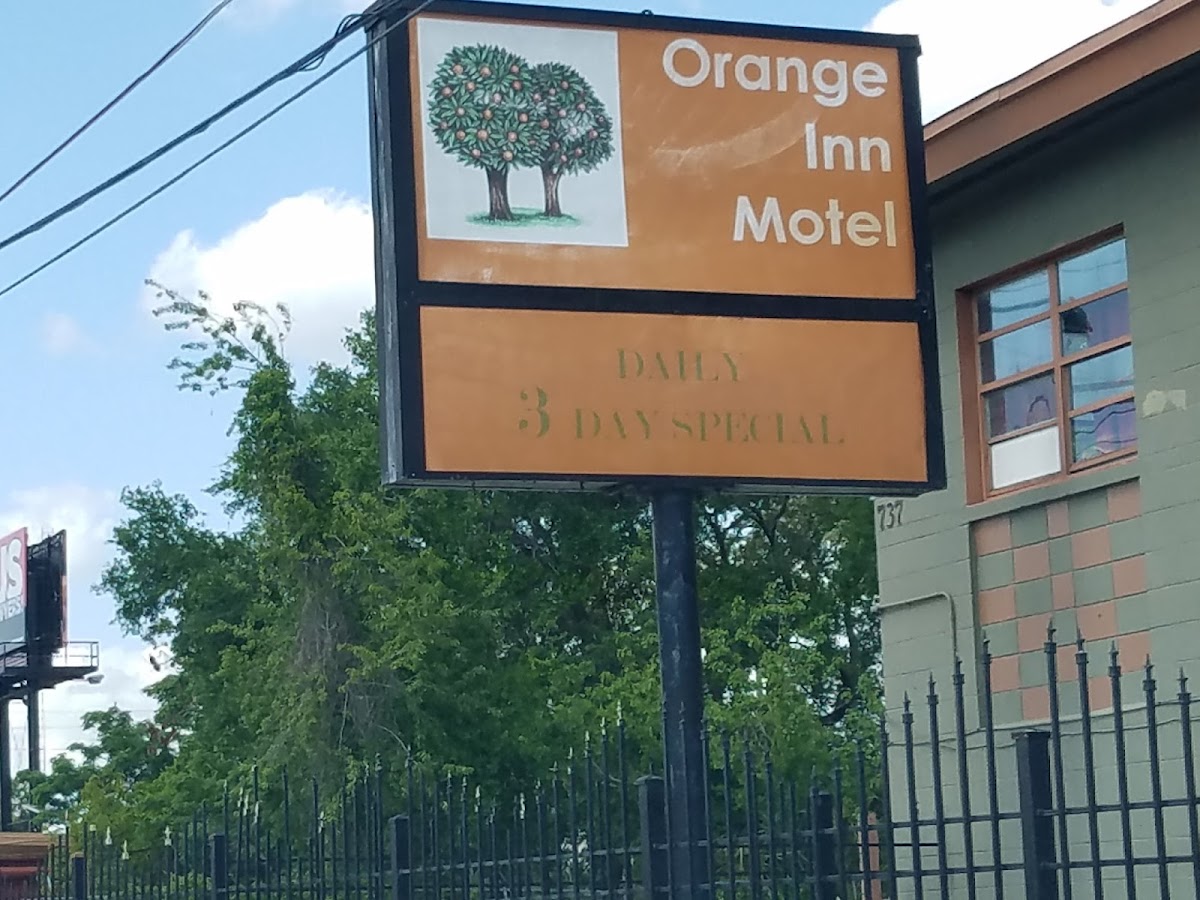 Orange
Inn
Motel
DAILY
3 DAY SPECIAL
737